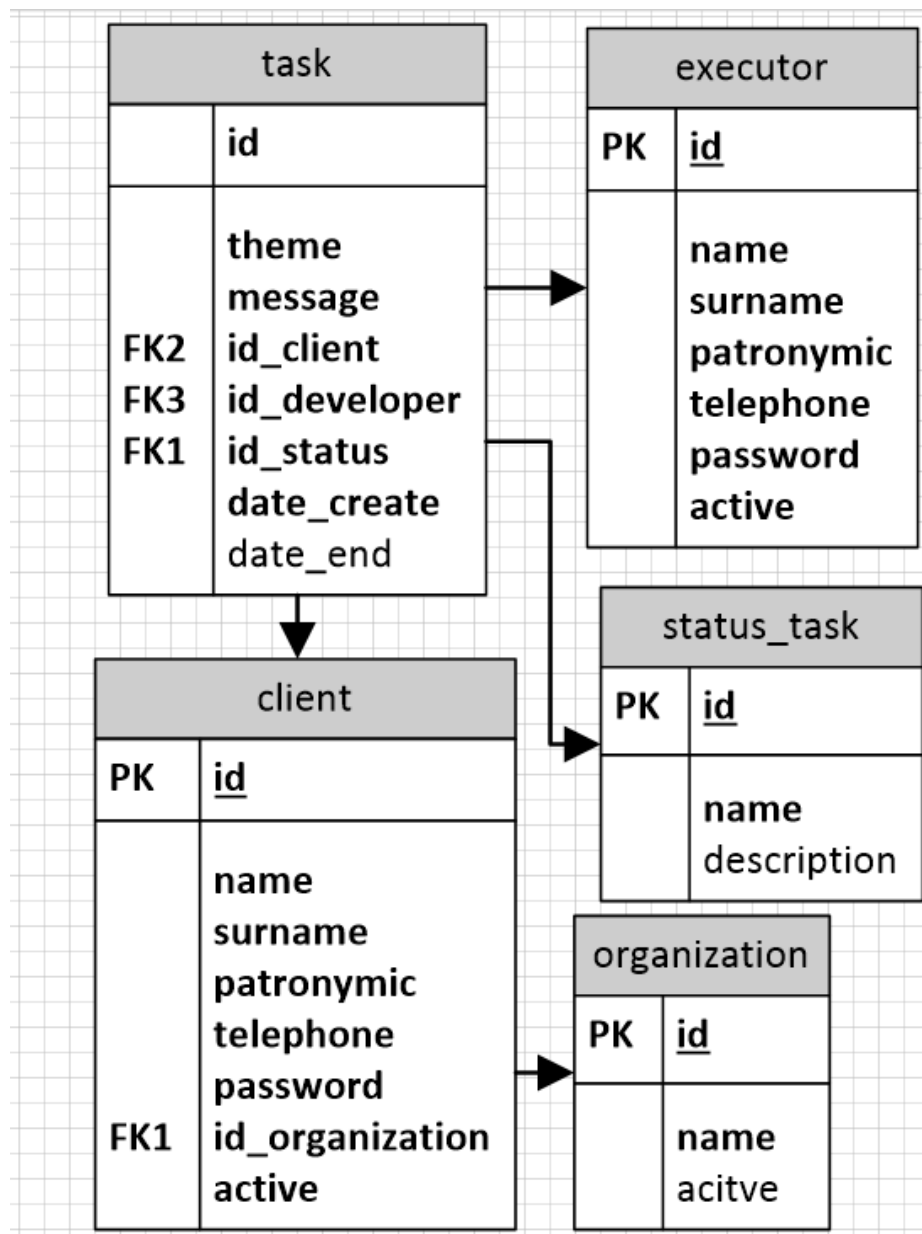 task
id
theme
message
FK2 id_client
FK3 id_developer
FK1 id_status
date_create
date_end
executor
PK id
name
surname
patronymic
telephone
password
active
status_task
PK id
name
description
client
PK id
name
surname
patronymic
telephone
password
FK1 id_organization
active
organization
PK id
name
acitve